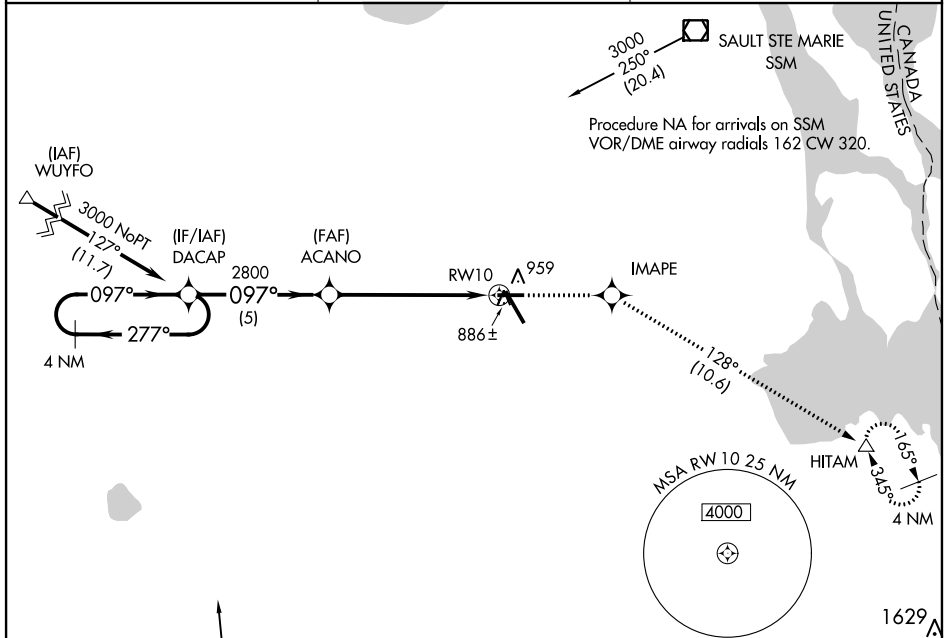 3000
250°
(20.4)
SAULT STE MARIE
SSM
CANADA
UNITED STATES
Procedure NA for arrivals on SSM
VOR/DME airway radials 162 CW 320.
(IAF)
WUYFO
3000 NoPT
127°
(11.7)
(IF/IAF)
DACAP
2800
097°
(5)
(FAF)
ACANO
RW10
959
IMAPE
097°
277°
4 NM
886±
128°
(10.6)
HITAM
165°
345°
4 NM
MSA RW 10 25 NM
4000
1629